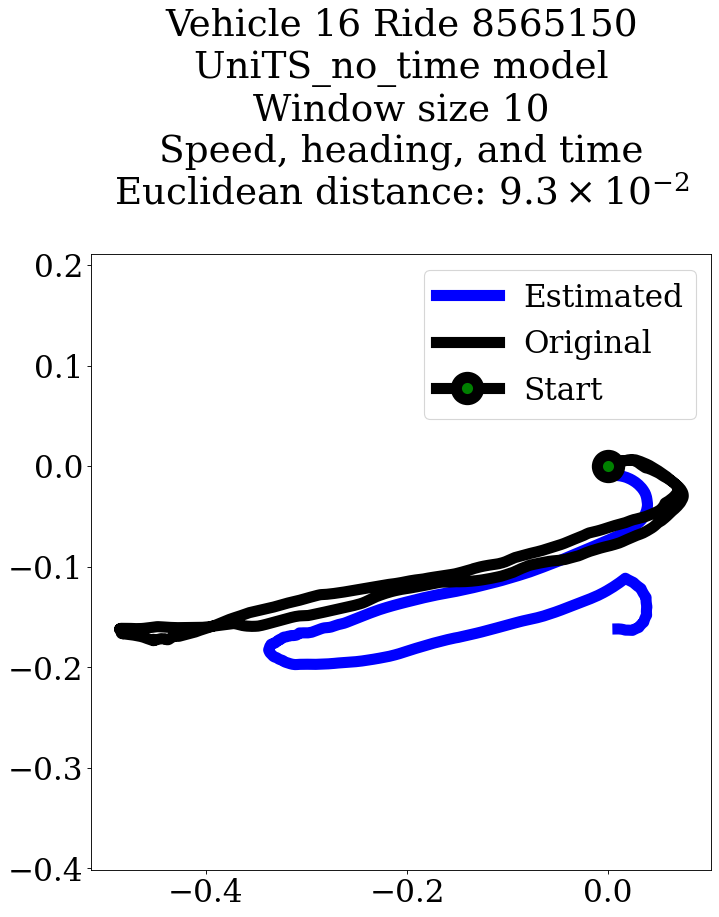 Vehicle 16 Ride 8565150
UniTS_no_time model
Window size 10
Speed, heading, and time
Euclidean distance: 9.3 × 10⁻²
0.2
Estimated
0.1
Original
Start
0.0
−0.1
−0.2
−0.3
−0.4
−0.4
−0.2
0.0